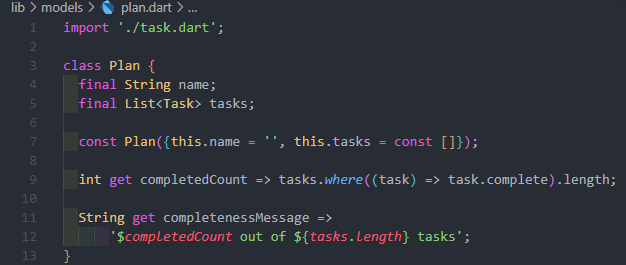 lib > models > plan.dart > ...
1 import './task.dart';
2
3 class Plan {
4   final String name;
5   final List<Task> tasks;
6
7   const Plan({this.name = '', this.tasks = const []});
8
9   int get completedCount => tasks.where((task) => task.complete).length;
10
11   String get completenessMessage =>
12       '$completedCount out of ${tasks.length} tasks';
13 }